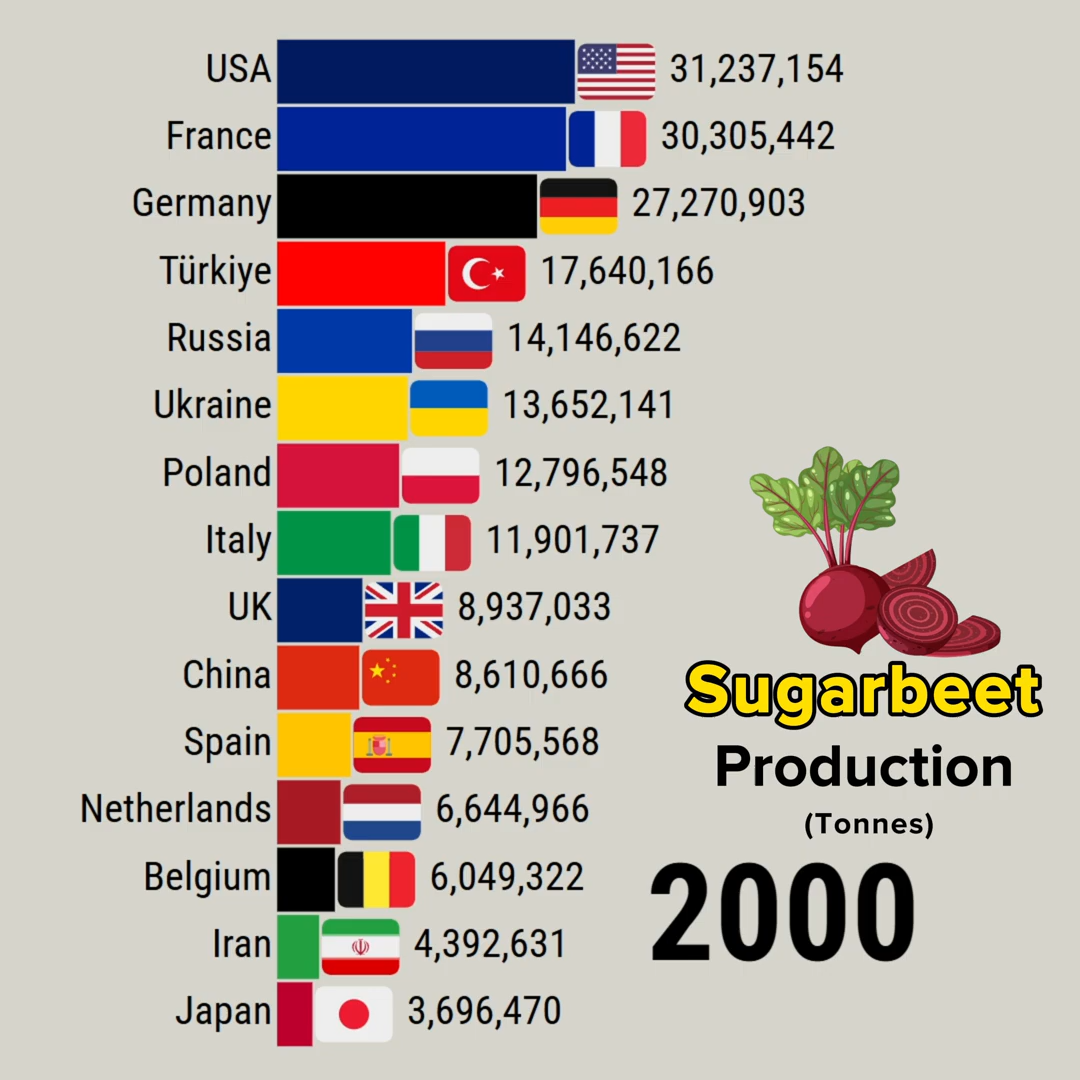 USA 31,237,154
France 30,305,442
Germany 27,270,903
Türkiye 17,640,166
Russia 14,146,622
Ukraine 13,652,141
Poland 12,796,548
Italy 11,901,737
UK 8,937,033
China 8,610,666
Spain 7,705,568
Netherlands 6,644,966
Belgium 6,049,322
Iran 4,392,631
Japan 3,696,470
Sugarbeet
Production
(Tonnes)
2000